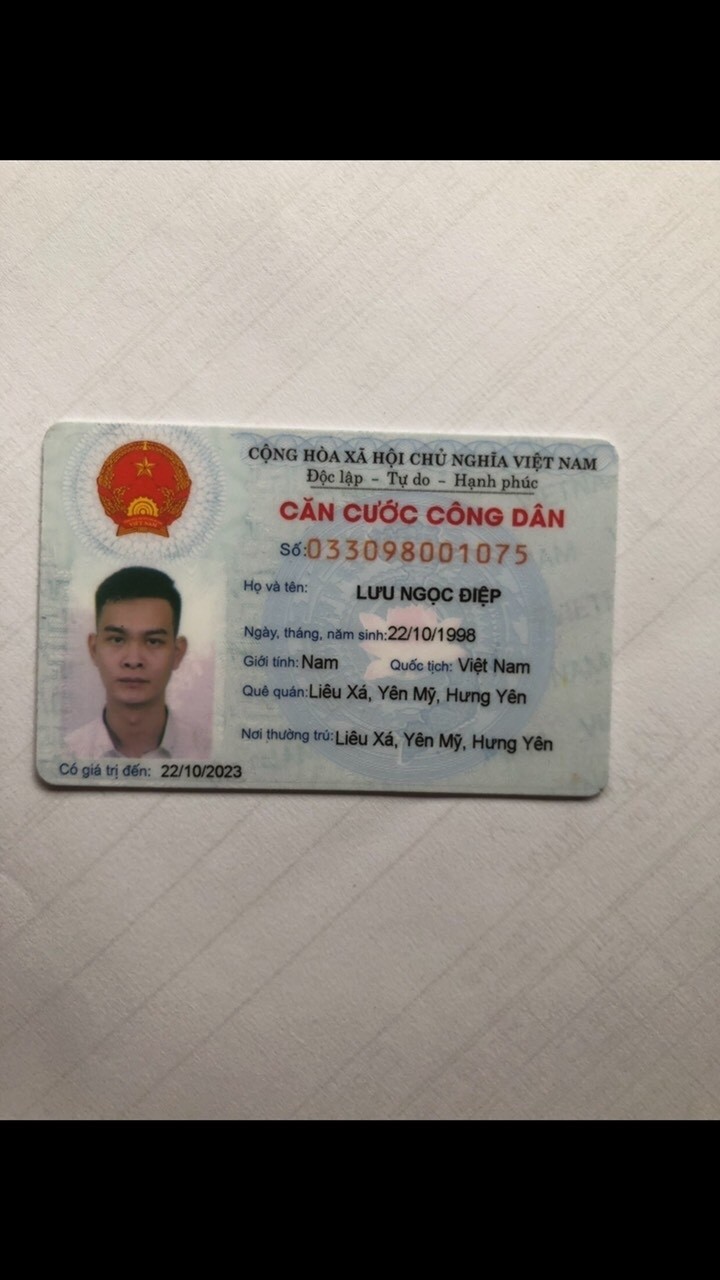 CỘNG HÒA XÃ HỘI CHỦ NGHĨA VIỆT NAM
Độc lập - Tự do - Hạnh phúc
CĂN CƯỚC CÔNG DÂN
Số: 033098001075
Họ và tên: LƯU NGỌC ĐIỆP
Ngày, tháng, năm sinh: 22/10/1998
Giới tính: Nam Quốc tịch: Việt Nam
Quê quán: Liêu Xá, Yên Mỹ, Hưng Yên
Nơi thường trú: Liêu Xá, Yên Mỹ, Hưng Yên
Có giá trị đến: 22/10/2023
VIỆT NAM